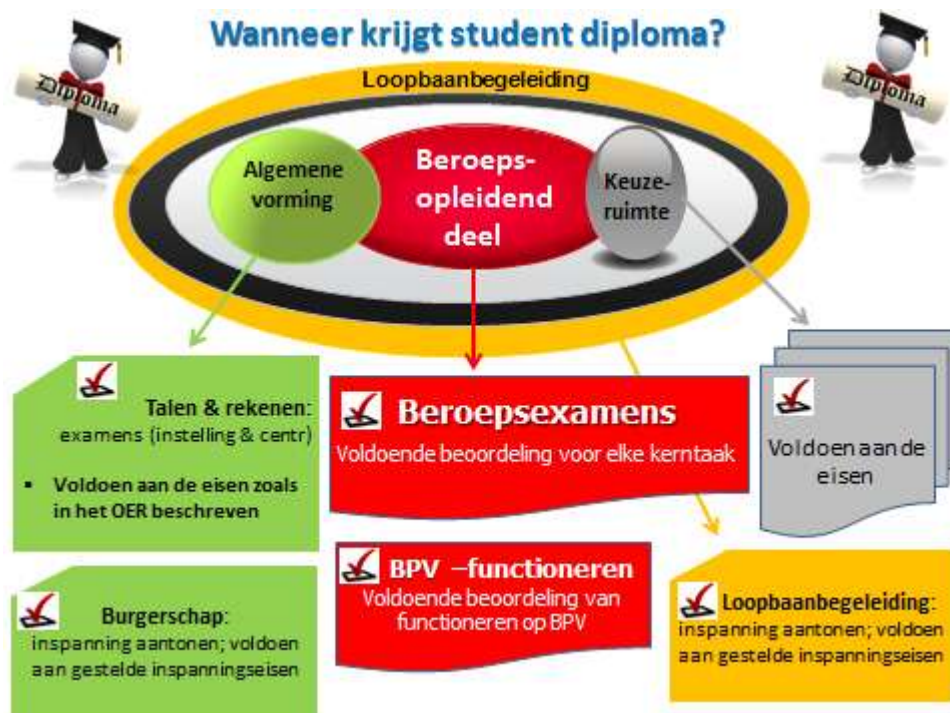 Wanneer krijgt student diploma?
Diploma
Diploma
Loopbaanbegeleiding
Algemene
vorming
Beroeps-
opleidend
deel
Keuze-
ruimte
Talen & rekenen:
examens (instelling & centr)
▪ Voldoen aan de eisen zoals
in het OER beschreven
Beroepsexamens
Voldoende beoordeling voor elke kerntaak
Voldoen aan de
eisen
Burgerschap:
inspanning aantonen; voldoen
aan gestelde inspanningseisen
BPV –functioneren
Voldoende beoordeling van
functioneren op BPV
Loopbaanbegeleiding:
inspanning aantonen; voldoen
aan gestelde inspanningseisen